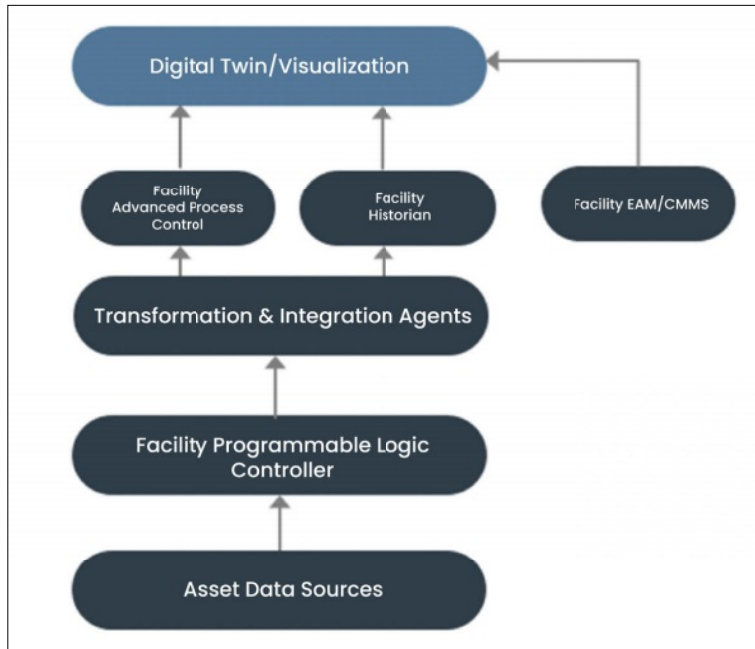 Digital Twin/Visualization
Facility
Advanced Process
Control
Facility
Historian
Facility EAM/CMMS
Transformation & Integration Agents
Facility Programmable Logic
Controller
Asset Data Sources